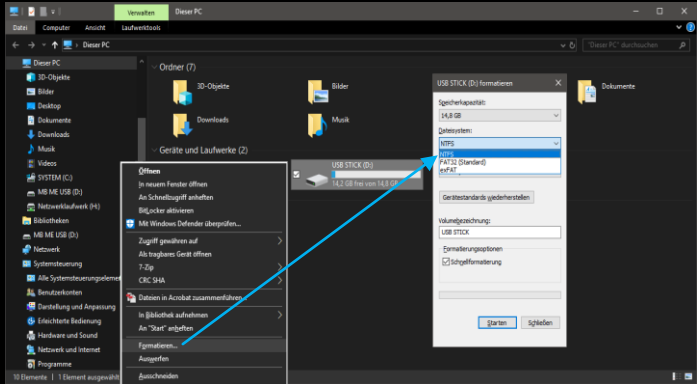 Verwalten
Dieser PC
Datei
Computer
Ansicht
Laufwerktools
Dieser PC
"Dieser PC" durchsuchen
Dieser PC
3D-Objekte
Bilder
Desktop
Dokumente
Downloads
Musik
Videos
MB ME USB (D:)
Netzwerklaufwerk (H:)
Bibliotheken
MB ME USB (D:)
Netzwerk
Systemsteuerung
Alle Systemsteuerungselemen
Benutzerkonten
Darstellung und Anpassung
Erleichterte Bedienung
Hardware und Sound
Netzwerk und Internet
Programme
10 Elemente
1 Element ausgewählt
Ordner (7)
3D-Objekte
Bilder
Dokumente
Downloads
Musik
Geräte und Laufwerke (2)
USB STICK (D:)
14,2 GB frei von 14,8 GB
Öffnen
In neuem Fenster öffnen
An Schnellzugriff anheften
BitLocker aktivieren
Mit Windows Defender überprüfen...
Zugriff gewähren auf
Als tragbares Gerät öffnen
7-Zip
CRC SHA
Dateien in Acrobat zusammenführen...
In Bibliothek aufnehmen
An "Start" anheften
Formatieren...
Auswerfen
Ausschneiden
USB STICK (D:) formatieren
Speicherkapazität:
14,8 GB
Dateisystem:
NTFS
NTFS
FAT32 (Standard)
exFAT
Gerätestandards wiederherstellen
Volumebezeichnung:
USB STICK
Formatierungsoptionen
Schnellformatierung
Starten
Schließen